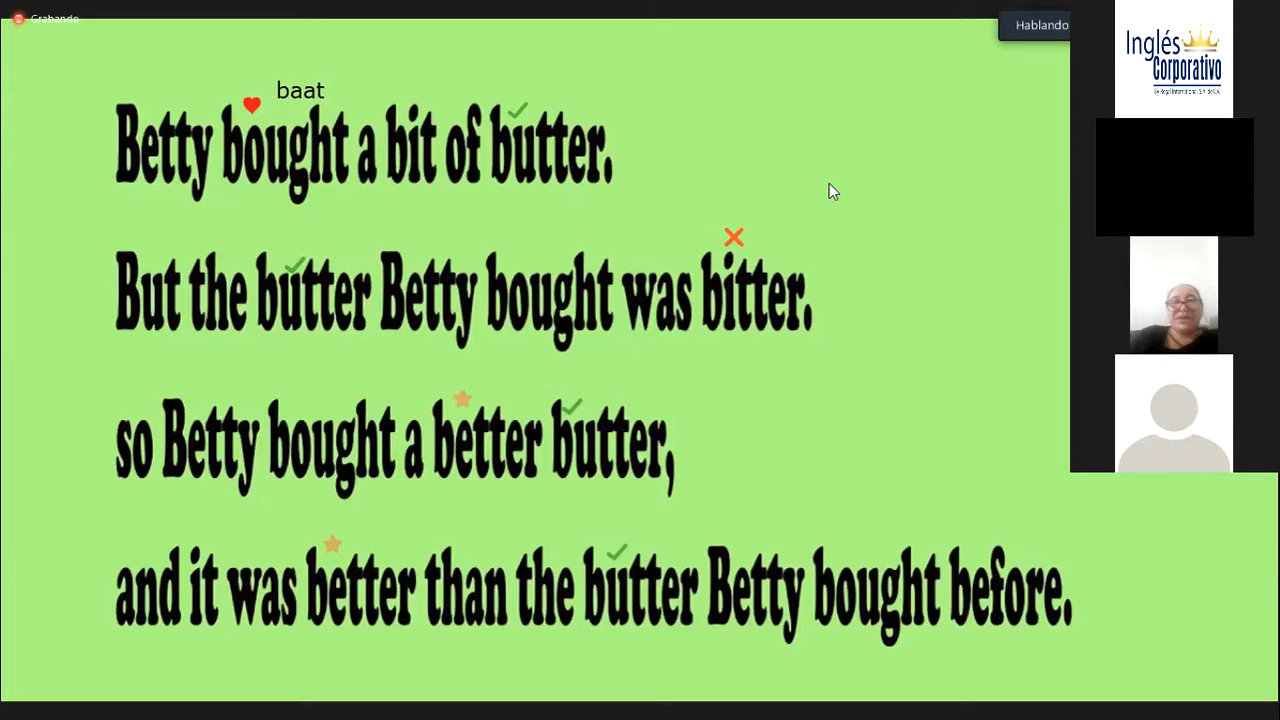 Grabando
Hablando
Inglés
Corporativo
baat
Betty bought a bit of butter.
But the butter Betty bought was bitter.
so Betty bought a better butter,
and it was better than the butter Betty bought before.